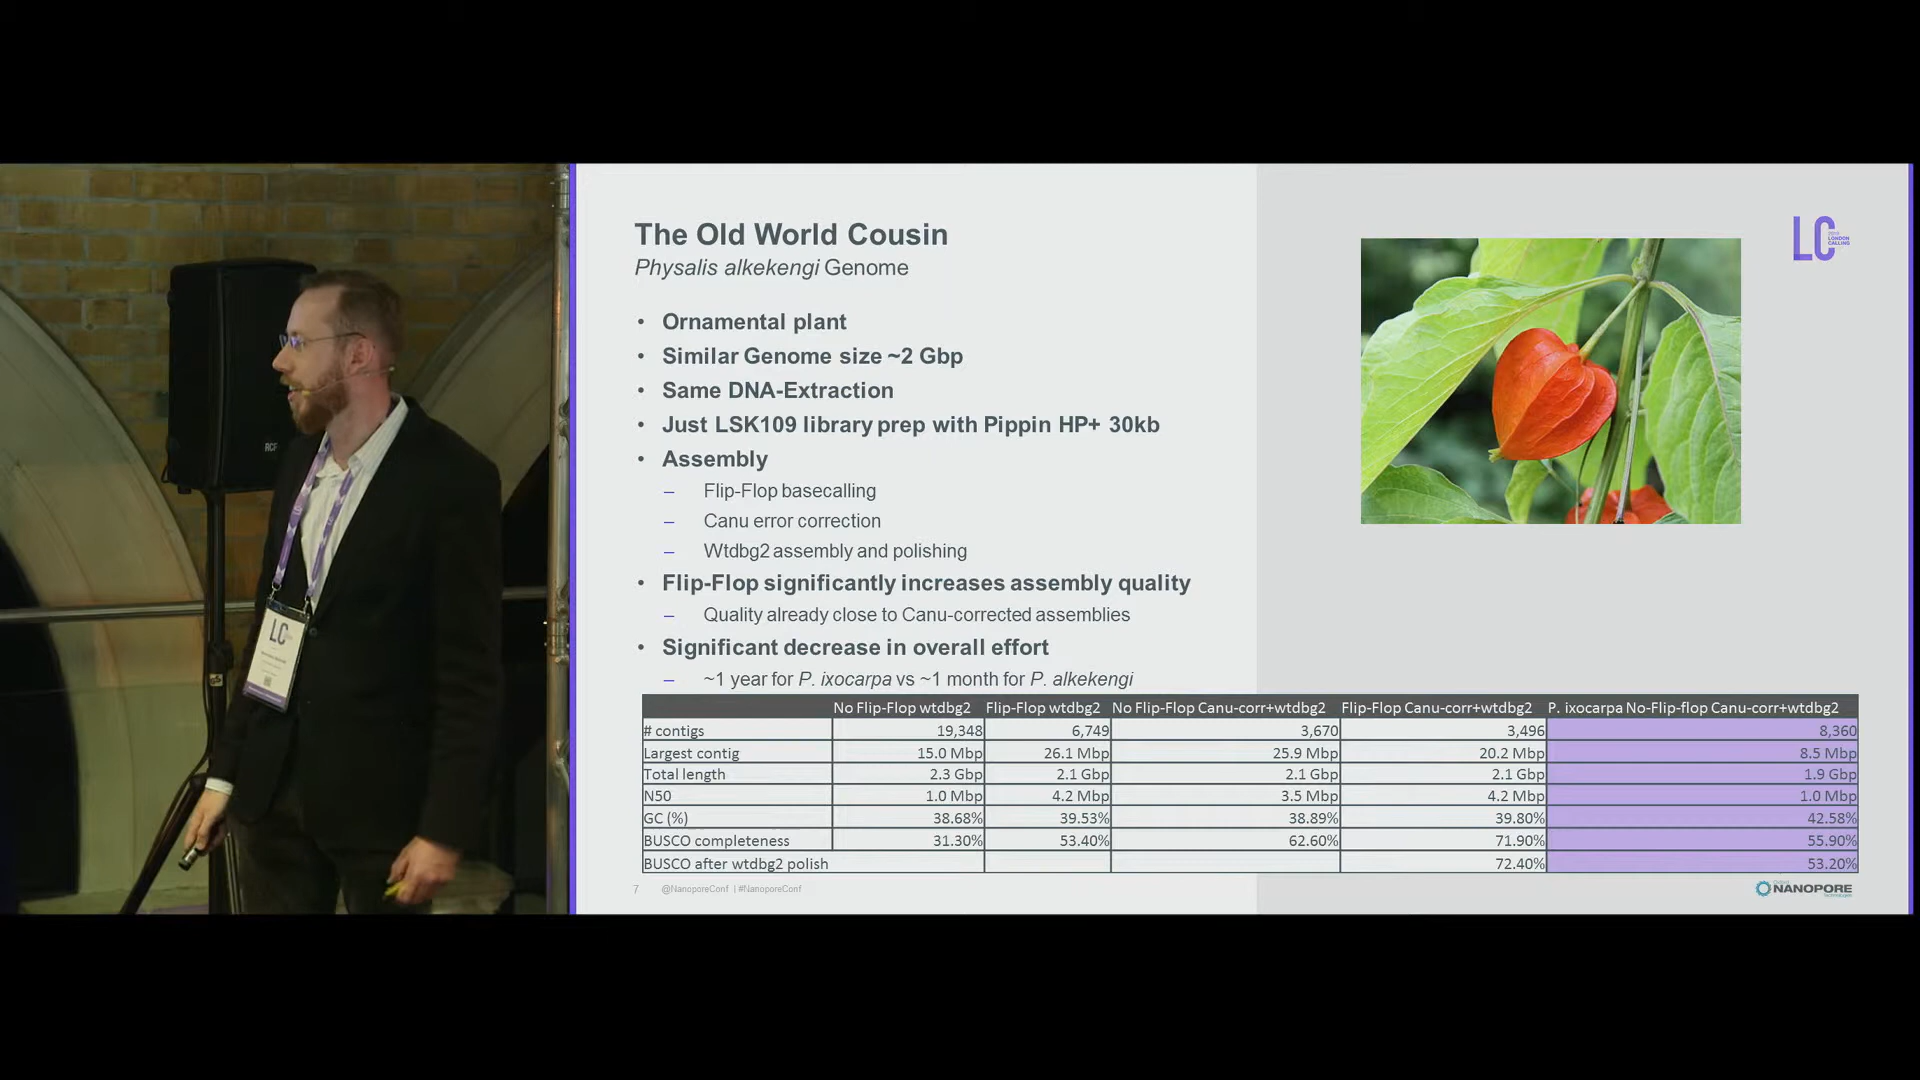 The Old World Cousin
Physalis alkekengi Genome
• Ornamental plant
• Similar Genome size ~2 Gbp
• Same DNA-Extraction
• Just LSK109 library prep with Pippin HP+ 30kb
• Assembly
– Flip-Flop basecalling
– Canu error correction
– Wtdbg2 assembly and polishing
• Flip-Flop significantly increases assembly quality
– Quality already close to Canu-corrected assemblies
• Significant decrease in overall effort
– ~1 year for P. ixocarpa vs ~1 month for P. alkekengi
No Flip-Flop wtdbg2 Flip-Flop wtdbg2 No Flip-Flop Canu-corr+wtdbg2 Flip-Flop Canu-corr+wtdbg2 P. ixocarpa No-Flip-flop Canu-corr+wtdbg2
# contigs 19,348 6,749 3,670 3,496 8,360
Largest contig 15.0 Mbp 26.1 Mbp 25.9 Mbp 20.2 Mbp 8.5 Mbp
Total length 2.3 Gbp 2.1 Gbp 2.1 Gbp 2.1 Gbp 1.9 Gbp
N50 1.0 Mbp 4.2 Mbp 3.5 Mbp 4.2 Mbp 1.0 Mbp
GC (%) 38.68% 39.53% 38.89% 39.80% 42.58%
BUSCO completeness 31.30% 53.40% 62.60% 71.90% 55.90%
BUSCO after wtdbg2 polish 72.40% 53.20%
7 @NanoporeConf | #NanoporeConf
NANOPORE
LC
LONDON
CALLING
RCF
LC